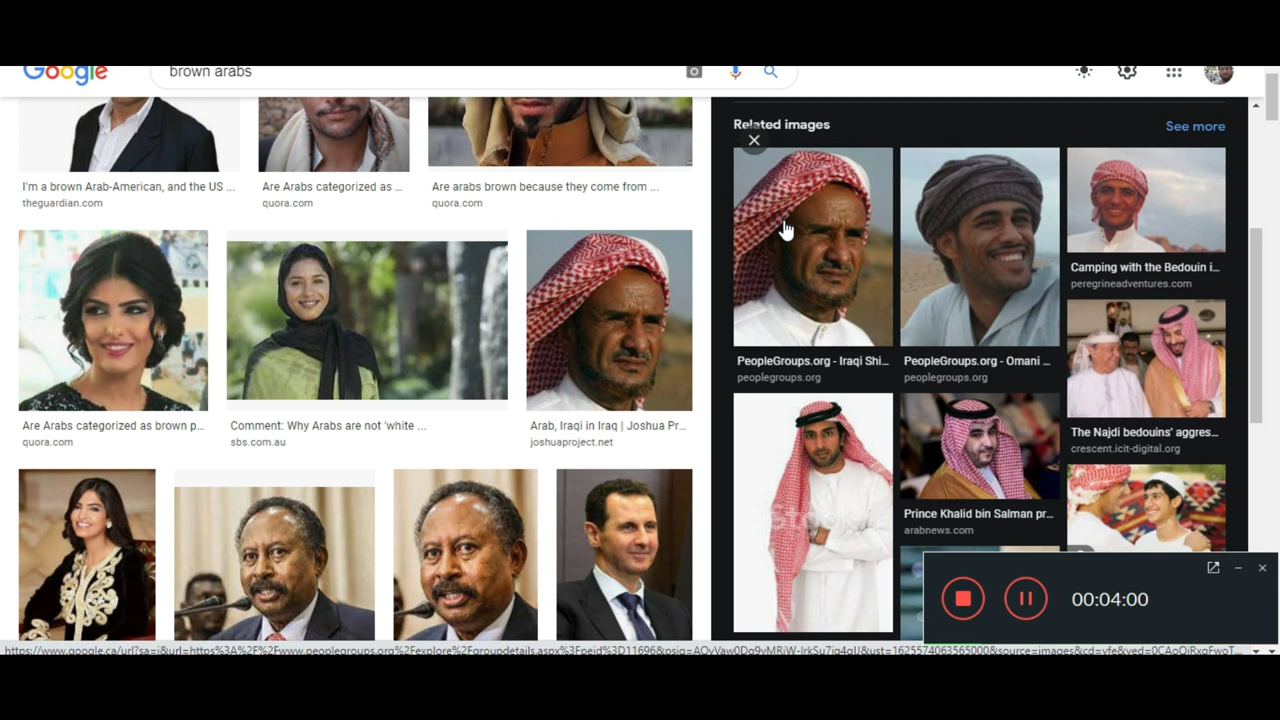 Google
brown arabs
I'm a brown Arab-American, and the US ...
theguardian.com
Are Arabs categorized as ...
quora.com
Are arabs brown because they come from ...
quora.com
Are Arabs categorized as brown p...
quora.com
Comment: Why Arabs are not 'white ...
sbs.com.au
Arab, Iraqi in Iraq | Joshua Pr...
joshuaproject.net
Related images
See more
PeopleGroups.org - Iraqi Shi...
peoplegroups.org
PeopleGroups.org - Omani ...
peoplegroups.org
Camping with the Bedouin i...
peregrineadventures.com
The Najdi bedouins' aggres...
crescent.icit-digital.org
Prince Khalid bin Salman pr...
arabnews.com
00:04:00